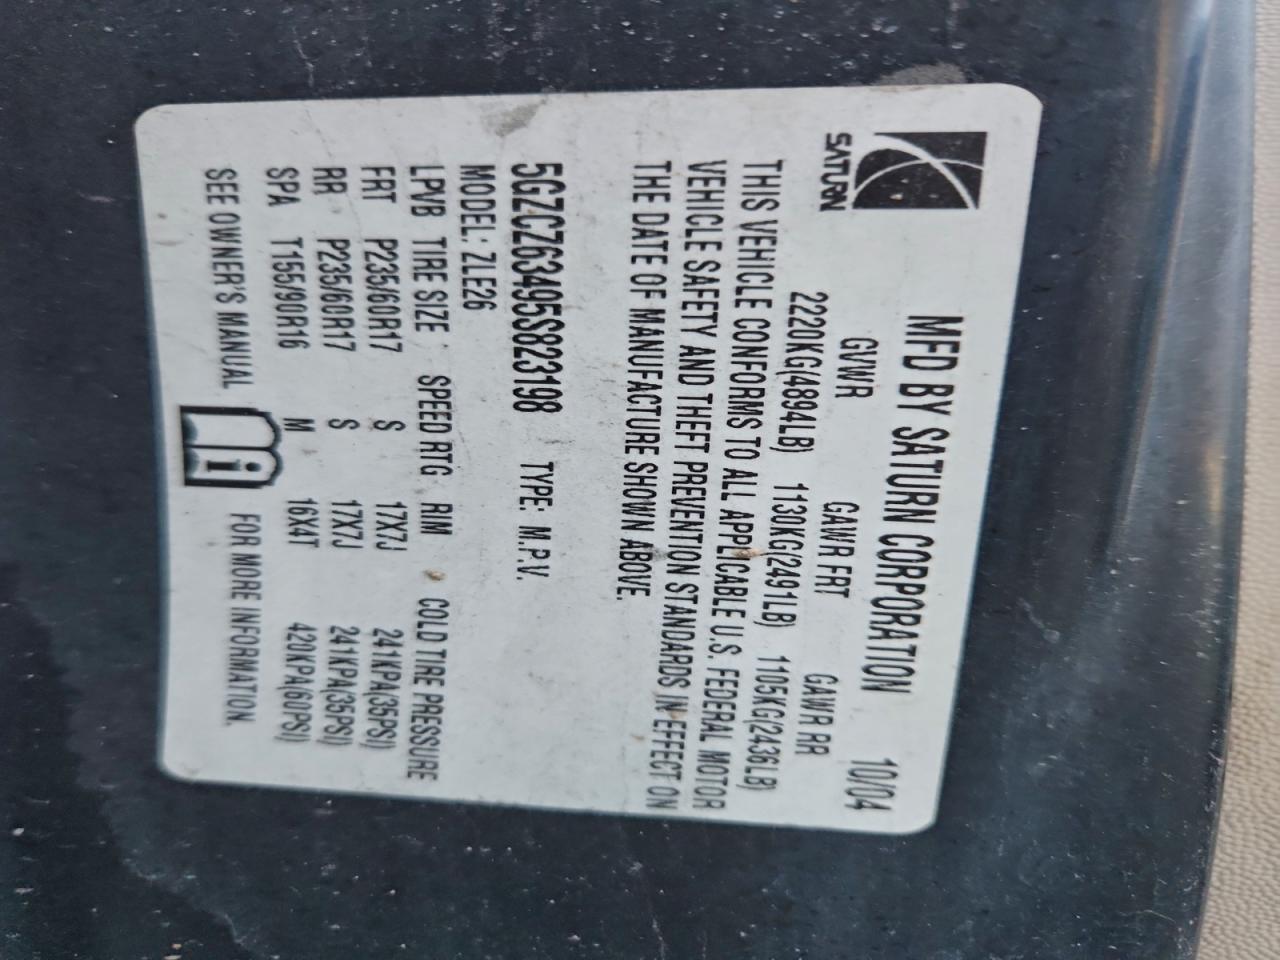 SATURN
MFD BY SATURN CORPORATION 10/04
GVWR GAWR FRT GAWR RR
2220KG(4894LB) 1130KG(2491LB) 1105KG(2436LB)
THIS VEHICLE CONFORMS TO ALL APPLICABLE U.S. FEDERAL MOTOR
VEHICLE SAFETY AND THEFT PREVENTION STANDARDS IN EFFECT ON
THE DATE OF MANUFACTURE SHOWN ABOVE.
5GZCZ63495S823198 TYPE: M.P.V.
MODEL: ZLE26
LPVB TIRE SIZE SPEED RTG RIM COLD TIRE PRESSURE
FRT P235/60R17 S 17X7J 241KPA(35PSI)
RR P235/60R17 S 17X7J 241KPA(35PSI)
SPA T155/90R16 M 16X4T 420KPA(60PSI)
SEE OWNER'S MANUAL FOR MORE INFORMATION.